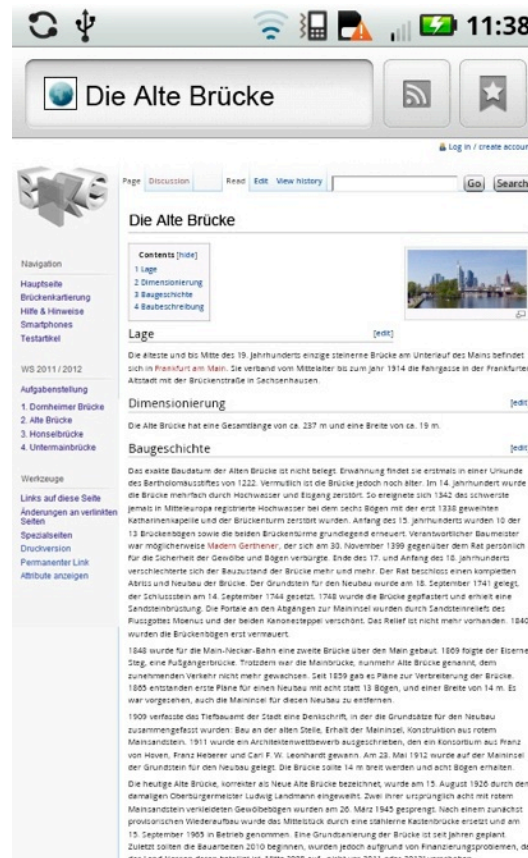 11:38
Die Alte Brücke
Log in / create accour
Page Discussion Read Edit View history Go Search
Die Alte Brücke
Navigation
Hauptseite
Brückenkartierung
Hilfe & Hinweise
Smartphones
Testartikel
WS 2011 / 2012
Aufgabenstellung
1. Dornheimer Brücke
2. Alte Brücke
3. Honselbrücke
4. Untermainbrücke
Werkzeuge
Links auf diese Seite
Änderungen an verlinkten
Seiten
Spezialseiten
Druckversion
Permanenter Link
Attribute anzeigen
Contents [hide]
1 Lage
2 Dimensionierung
3 Baugeschichte
4 Baubeschreibung
Lage [edit]
Die älteste und bis Mitte des 19. Jahrhunderts einzige steinerne Brücke am Unterlauf des Mains befindet
sich in Frankfurt am Main. Sie verband vom Mittelalter bis zum Jahr 1914 die Fahrgasse in der Frankfurter
Altstadt mit der Brückenstraße in Sachsenhausen.
Dimensionierung [edit
Die Alte Brücke hat eine Gesamtlänge von ca. 237 m und eine Breite von ca. 19 m.
Baugeschichte [edit
Das exakte Baudatum der Alten Brücke ist nicht belegt. Erwähnung findet sie erstmals in einer Urkunde
des Bartholomäusstiftes von 1222. Vermutlich ist die Brücke jedoch noch älter. Im 14. Jahrhundert wurde
die Brücke mehrfach durch Hochwasser und Eisgang zerstört. So ereignete sich 1342 das schwerste
jemals in Mitteleuropa registrierte Hochwasser bei dem sechs Bögen mit der erst 1338 geweihten
Katharinenkapelle und der Brückenturm zerstört wurden. Anfang des 15. Jahrhunderts wurden 10 der
13 Brückenbögen sowie die beiden Brückentürme grundlegend erneuert. Verantwortlicher Baumeister
war möglicherweise Madern Gerthener, der sich am 30. November 1399 gegenüber dem Rat persönlich
für die Sicherheit der Gewölbe und Bögen verbürgte. Ende des 17. und Anfang des 18. Jahrhunderts
verschlechterte sich der Bauzustand der Brücke mehr und mehr. Der Rat beschloss einen kompletten
Abriss und Neubau der Brücke. Der Grundstein für den Neubau wurde am 18. September 1741 gelegt,
der Schlussstein am 14. September 1744 gesetzt. 1748 wurde die Brücke gepflastert und erhielt eine
Sandsteinbrüstung. Die Portale an den Abgängen zur Maininsel wurden durch Sandsteinreliefs des
Flussgottes Moenus und der beiden Kanonesteppel verschönt. Das Relief ist nicht mehr vorhanden. 1840
wurden die Brückenbögen erst vermauert.
1848 wurde für die Main-Neckar-Bahn eine zweite Brücke über den Main gebaut. 1869 folgte der Eiserne
Steg, eine Fußgängerbrücke. Trotzdem war die Mainbrücke, nunmehr Alte Brücke genannt, dem
zunehmenden Verkehr nicht mehr gewachsen. Seit 1859 gab es Pläne zur Verbreiterung der Brücke.
1865 entstanden erste Pläne für einen Neubau mit acht statt 13 Bögen, und einer Breite von 14 m. Es
war vorgesehen, auch die Maininsel für diesen Neubau zu entfernen.
1909 verfasste das Tiefbauamt der Stadt eine Denkschrift, in der die Grundsätze für den Neubau
zusammengefasst wurden: Bau an der alten Stelle, Erhalt der Maininsel, Konstruktion aus rotem
Mainsandstein. 1911 wurde ein Architektenwettbewerb ausgeschrieben, den ein Konsortium aus Franz
von Hoven, Franz Heberer und Carl F. W. Leonhardt gewann. Am 23. Mai 1912 wurde auf der Maininsel
der Grundstein für den Neubau gelegt. Die Brücke sollte 14 m breit werden und acht Bögen erhalten.
Die heutige Alte Brücke, korrekter als Neue Alte Brücke bezeichnet, wurde am 15. August 1926 durch den
damaligen Oberbürgermeister Ludwig Landmann eingeweiht. Zwei ihrer ursprünglich acht mit rotem
Mainsandstein verkleideten Gewölbebögen wurden am 26. März 1945 gesprengt. Nach einem zunächst
provisorischen Wiederaufbau wurde das Mittelstück durch eine stählerne Kastenbrücke ersetzt und am
15. September 1965 in Betrieb genommen. Eine Grundsanierung der Brücke ist seit Jahren geplant.
Zuletzt sollten die Bauarbeiten 2010 beginnen, wurden jedoch aufgrund von Finanzierungsproblemen, d